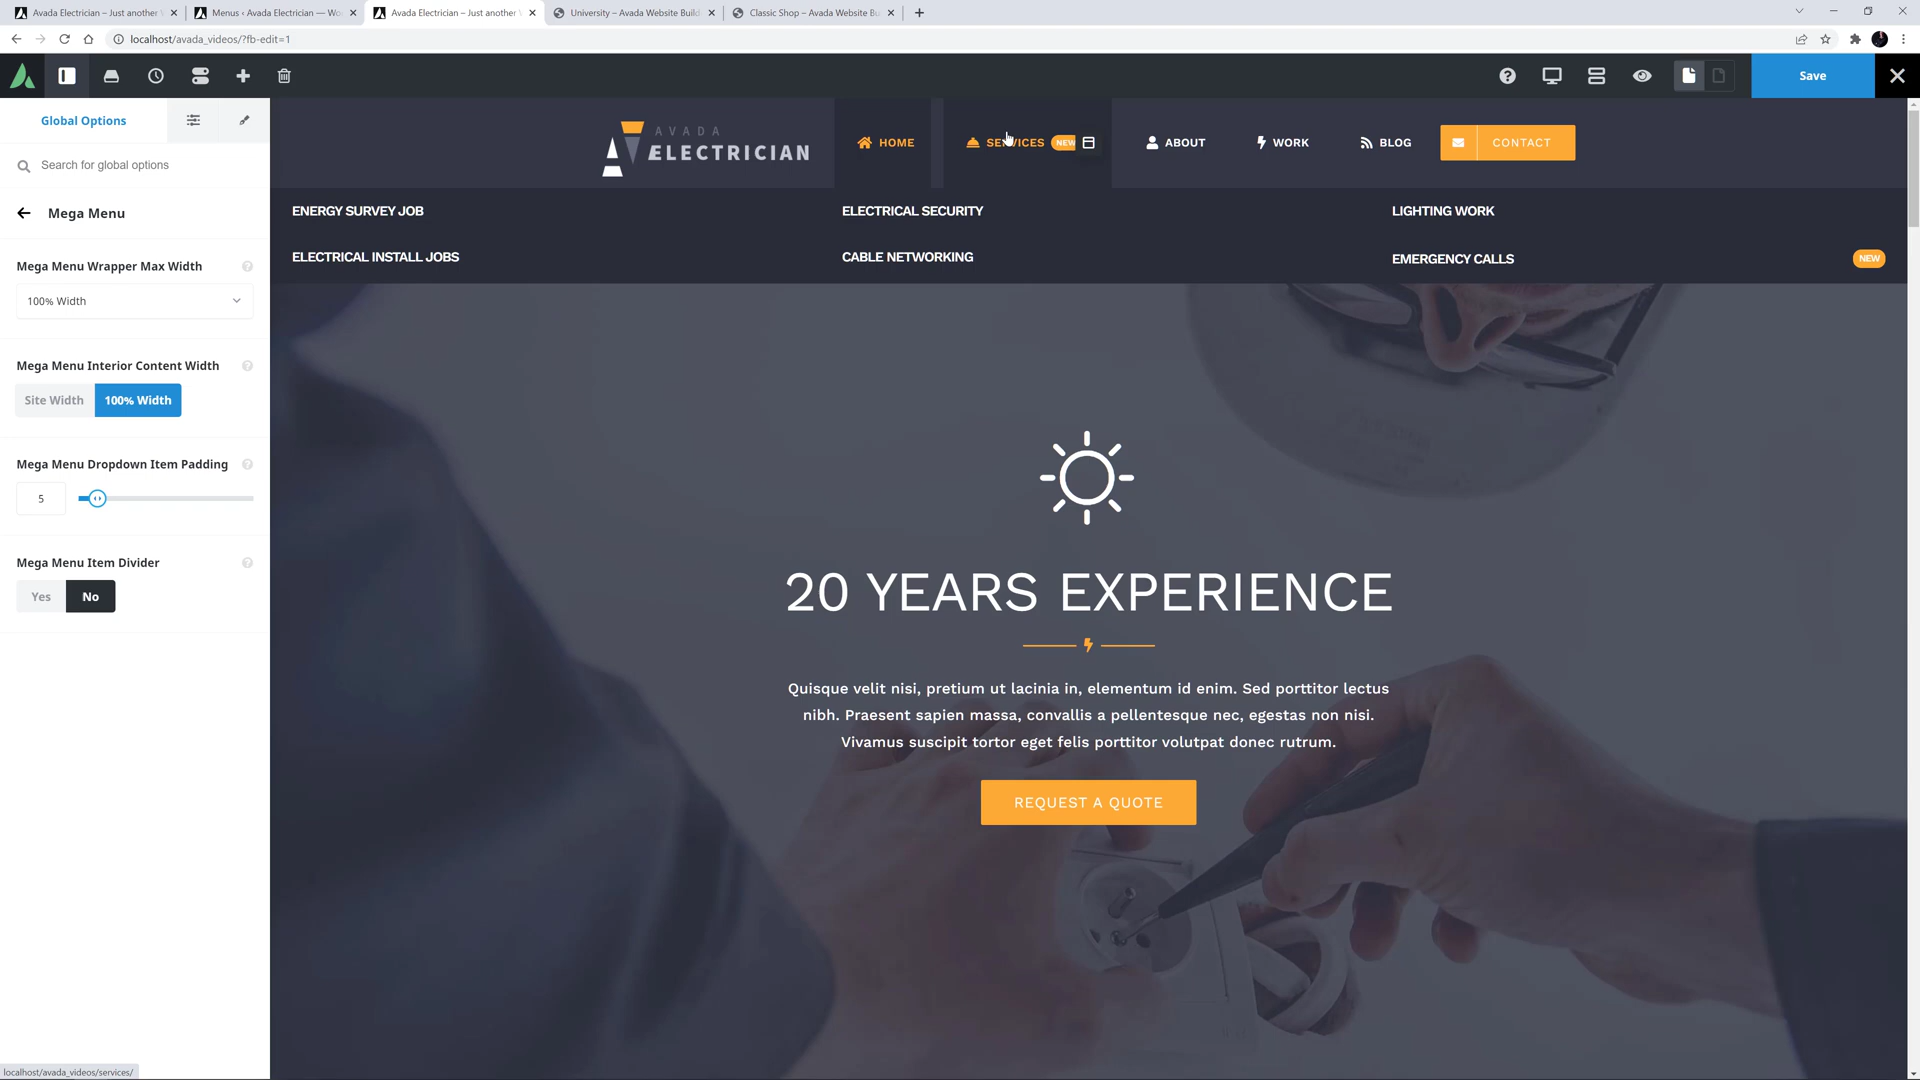 Avada Electrician – Just another
Menus ‹ Avada Electrician — Wo
Avada Electrician – Just another
University – Avada Website Build
Classic Shop – Avada Website Bu
localhost/avada_videos/?fb-edit=1
Save
Global Options
Search for global options
Mega Menu
Mega Menu Wrapper Max Width
100% Width
Mega Menu Interior Content Width
Site Width
100% Width
Mega Menu Dropdown Item Padding
5
Mega Menu Item Divider
Yes
No
AVADA
ELECTRICIAN
HOME
SERVICES NEW
ABOUT
WORK
BLOG
CONTACT
ENERGY SURVEY JOB
ELECTRICAL SECURITY
LIGHTING WORK
ELECTRICAL INSTALL JOBS
CABLE NETWORKING
EMERGENCY CALLS
NEW
20 YEARS EXPERIENCE
Quisque velit nisi, pretium ut lacinia in, elementum id enim. Sed porttitor lectus
nibh. Praesent sapien massa, convallis a pellentesque nec, egestas non nisi.
Vivamus suscipit tortor eget felis porttitor volutpat donec rutrum.
REQUEST A QUOTE
localhost/avada_videos/services/